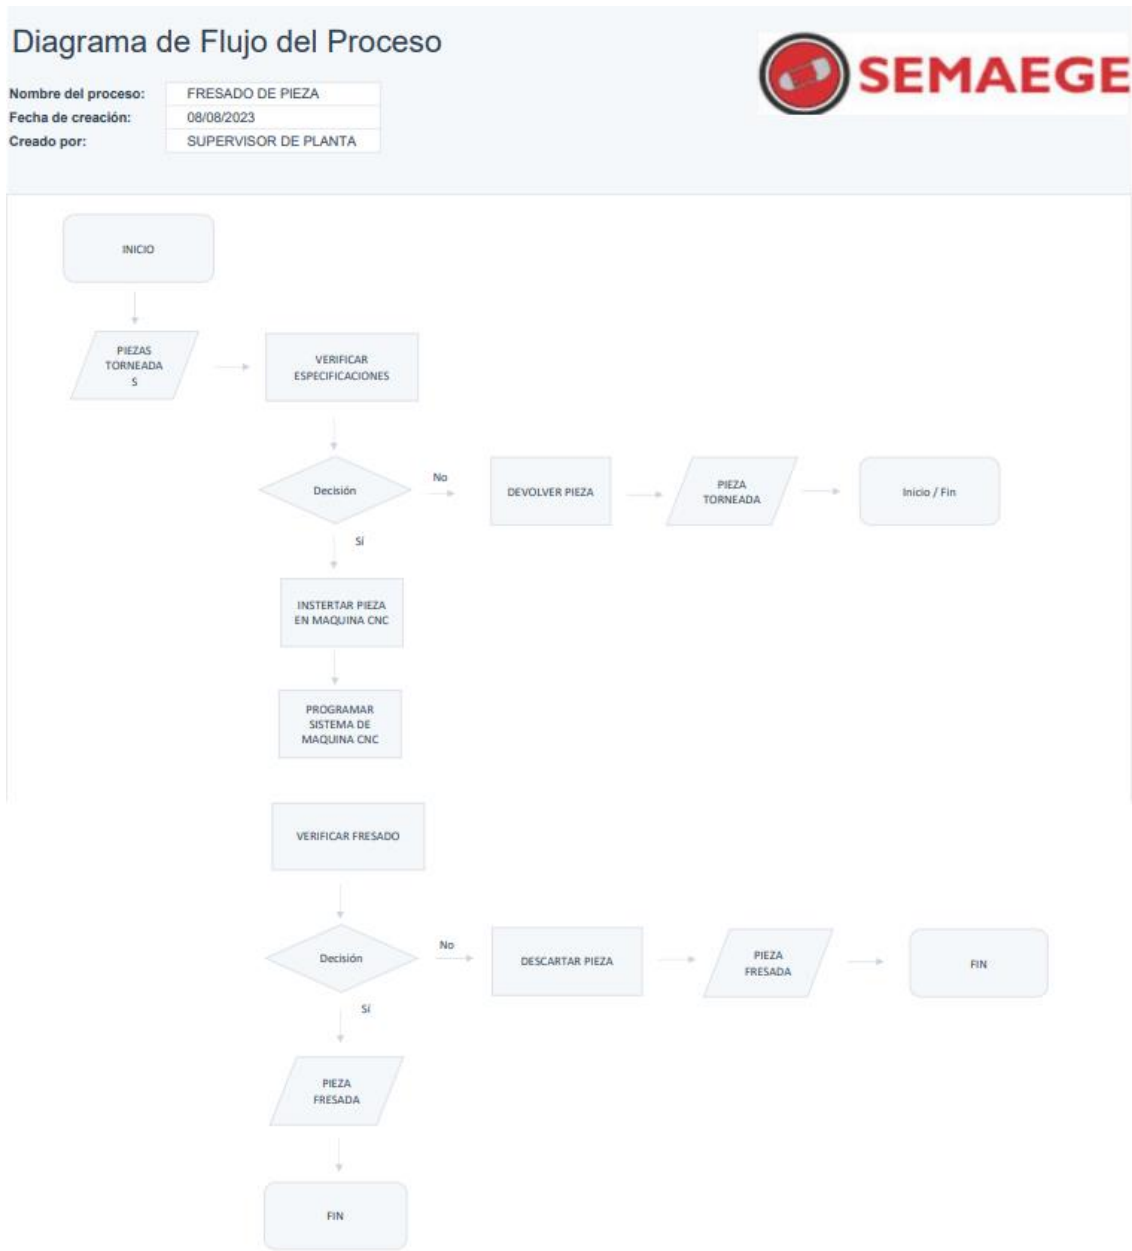 Diagrama de Flujo del Proceso
SEMAEGE
Nombre del proceso: FRESADO DE PIEZA
Fecha de creación: 08/08/2023
Creado por: SUPERVISOR DE PLANTA
INICIO
PIEZAS
TORNEADA
S
VERIFICAR
ESPECIFICACIONES
Decisión
No
DEVOLVER PIEZA
PIEZA
TORNEADA
Inicio / Fin
Sí
INSTERTAR PIEZA
EN MAQUINA CNC
PROGRAMAR
SISTEMA DE
MAQUINA CNC
VERIFICAR FRESADO
Decisión
No
DESCARTAR PIEZA
PIEZA
FRESADA
FIN
Sí
PIEZA
FRESADA
FIN